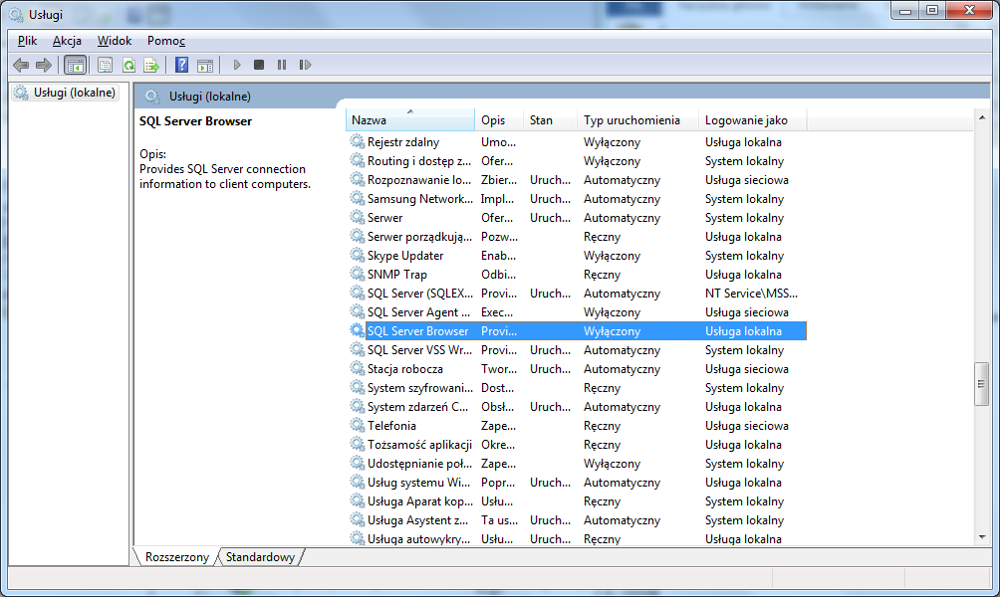 Usługi
Plik Akcja Widok Pomoc
Usługi (lokalne)
Usługi (lokalne)
SQL Server Browser
Opis:
Provides SQL Server connection
information to client computers.
Nazwa Opis Stan Typ uruchomienia Logowanie jako
Rejestr zdalny Umo... Wyłączony Usługa lokalna
Routing i dostęp z... Ofer... Wyłączony System lokalny
Rozpoznawanie lo... Zbier... Uruch... Automatyczny Usługa sieciowa
Samsung Network... Impl... Uruch... Automatyczny System lokalny
Serwer Ofer... Uruch... Automatyczny System lokalny
Serwer porządkują... Pozw... Ręczny Usługa lokalna
Skype Updater Enab... Wyłączony System lokalny
SNMP Trap Odbi... Ręczny Usługa lokalna
SQL Server (SQLEX... Provi... Uruch... Automatyczny NT Service\MSS...
SQL Server Agent ... Exec... Wyłączony Usługa sieciowa
SQL Server Browser Provi... Wyłączony Usługa lokalna
SQL Server VSS Wr... Provi... Uruch... Automatyczny System lokalny
Stacja robocza Twor... Uruch... Automatyczny Usługa sieciowa
System szyfrowani... Dost... Ręczny System lokalny
System zdarzeń C... Obsł... Uruch... Automatyczny Usługa lokalna
Telefonia Zape... Ręczny Usługa sieciowa
Tożsamość aplikacji Okre... Ręczny Usługa lokalna
Udostępnianie poł... Zape... Wyłączony System lokalny
Usług systemu Wi... Popr... Uruch... Automatyczny Usługa lokalna
Usługa Aparat kop... Usłu... Ręczny System lokalny
Usługa Asystent z... Ta us... Uruch... Automatyczny System lokalny
Usługa autowykry... Usłu... Uruch... Ręczny Usługa lokalna
Rozszerzony Standardowy